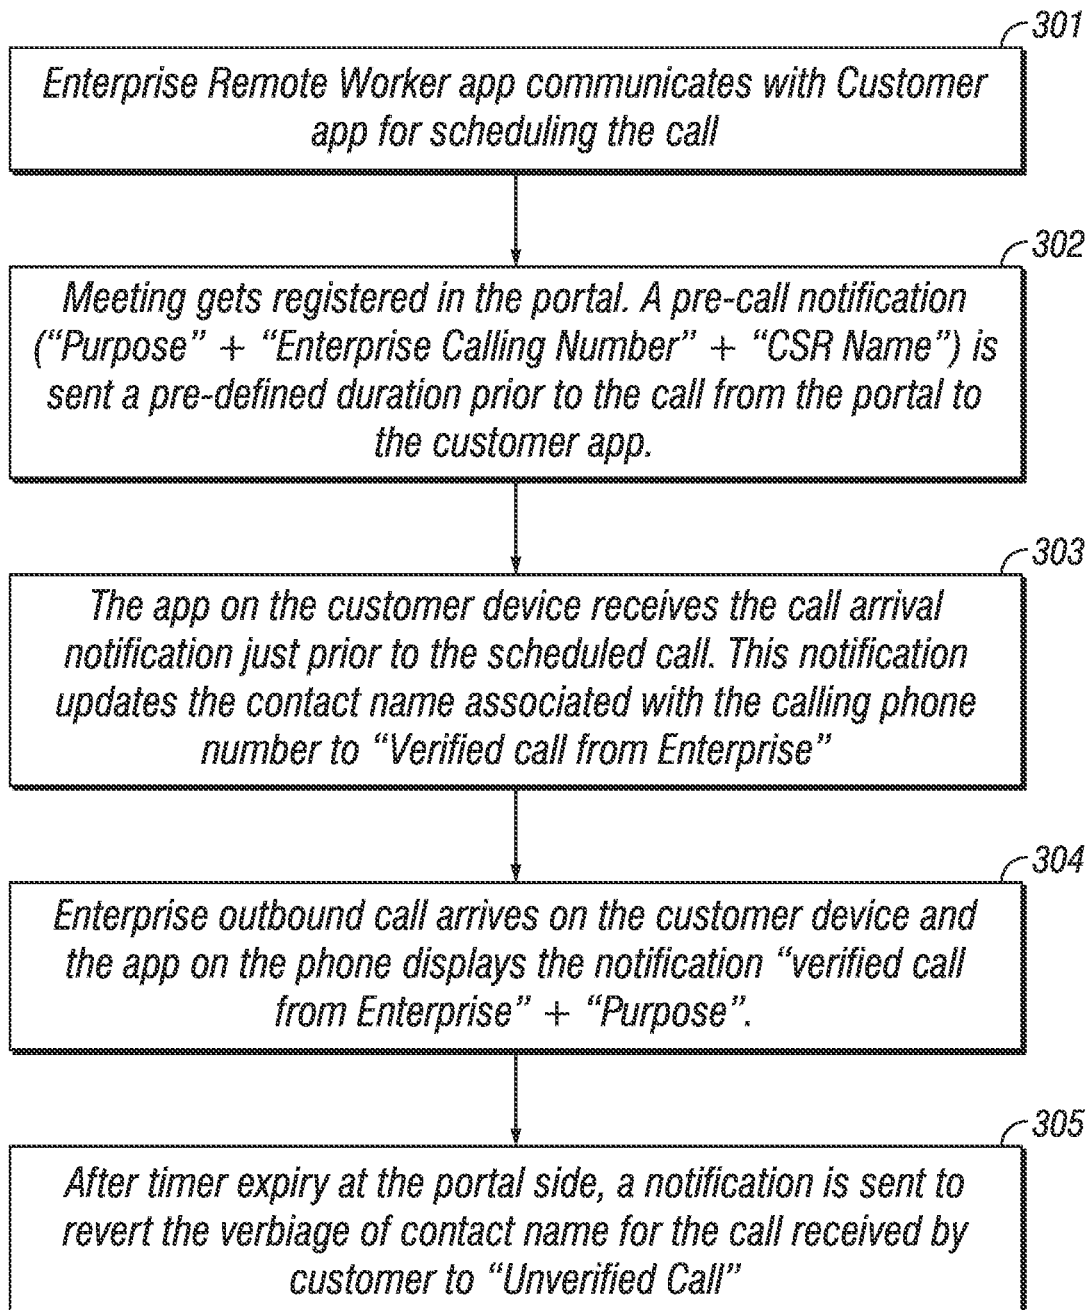 301
Enterprise Remote Worker app communicates with Customer
app for scheduling the call
302
Meeting gets registered in the portal. A pre-call notification
(“Purpose” + “Enterprise Calling Number” + “CSR Name”) is
sent a pre-defined duration prior to the call from the portal to
the customer app.
303
The app on the customer device receives the call arrival
notification just prior to the scheduled call. This notification
updates the contact name associated with the calling phone
number to “Verified call from Enterprise”
304
Enterprise outbound call arrives on the customer device and
the app on the phone displays the notification “verified call
from Enterprise” + “Purpose”.
305
After timer expiry at the portal side, a notification is sent to
revert the verbiage of contact name for the call received by
customer to “Unverified Call”